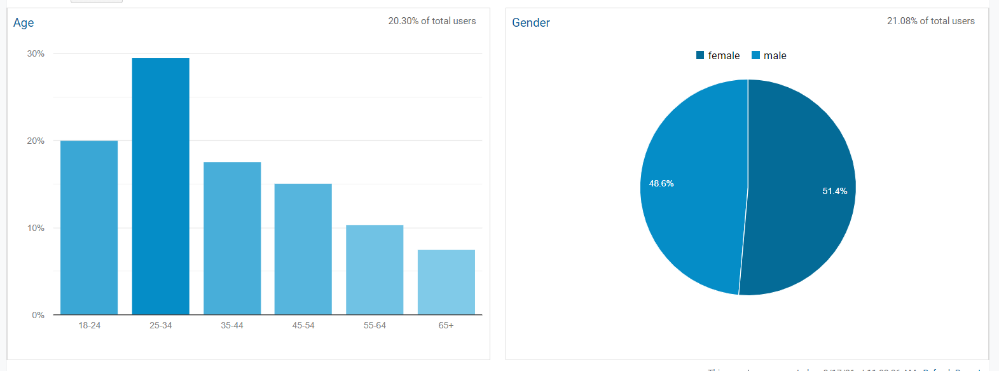 Age
20.30% of total users
30%
20%
10%
0%
18-24
25-34
35-44
45-54
55-64
65+
Gender
21.08% of total users
female
male
48.6%
51.4%